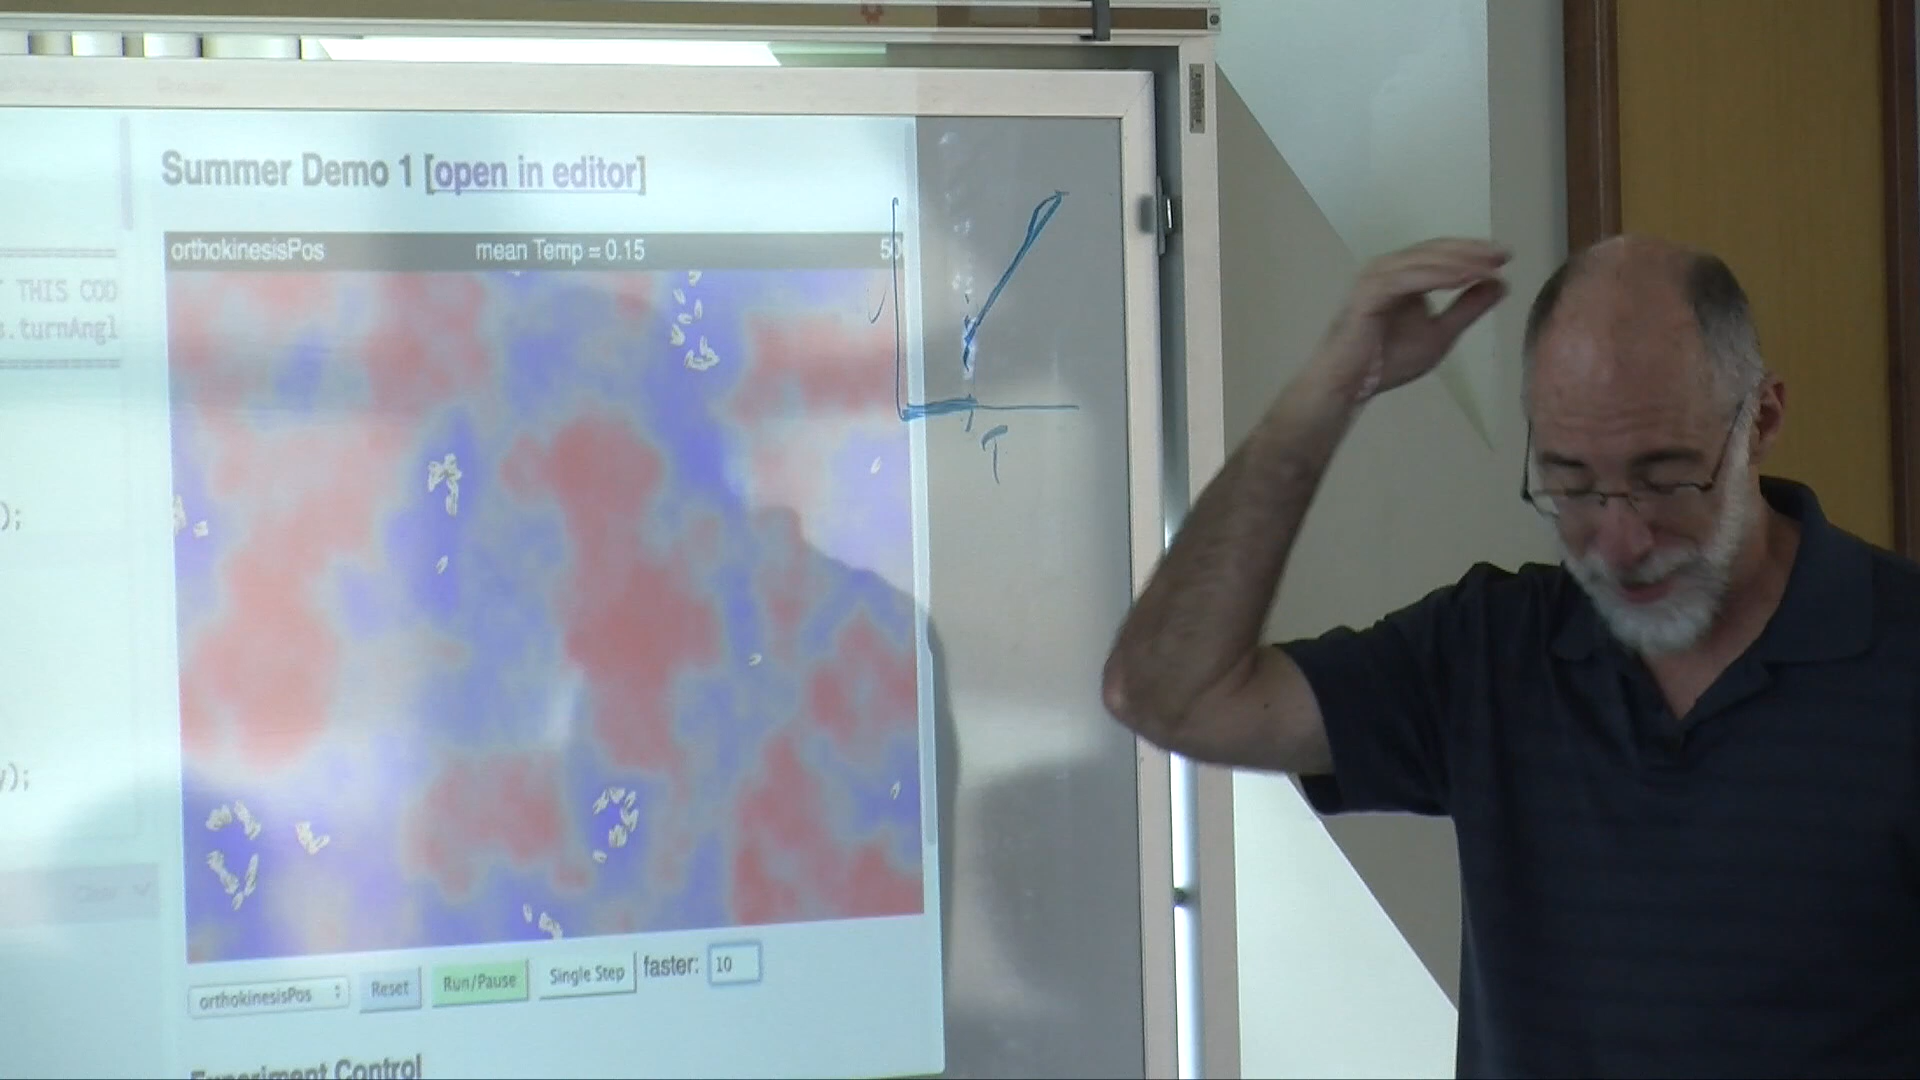 Summer Demo 1 [open in editor]
orthokinesisPos mean Temp = 0.15 50
T THIS COD
s.turnAngl
T
);
y);
orthokinesisPos Reset Run/Pause Single Step faster: 10
Experiment Control